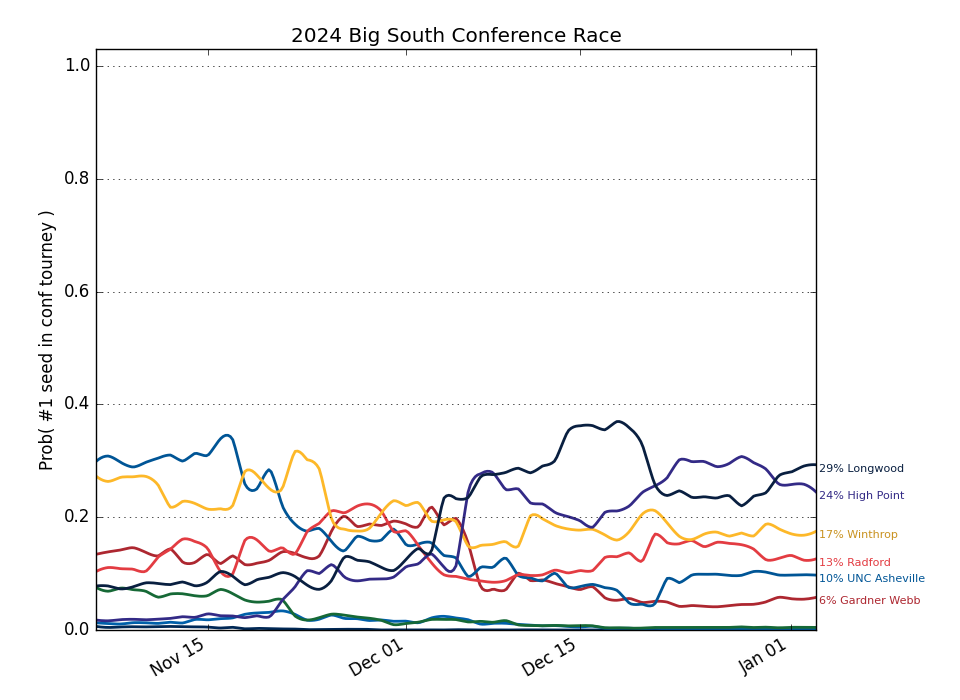 2024 Big South Conference Race
Prob( #1 seed in conf tourney )
1.0
0.8
0.6
0.4
0.2
0.0
29% Longwood
24% High Point
17% Winthrop
13% Radford
10% UNC Asheville
6% Gardner Webb
Nov 15
Dec 01
Dec 15
Jan 01